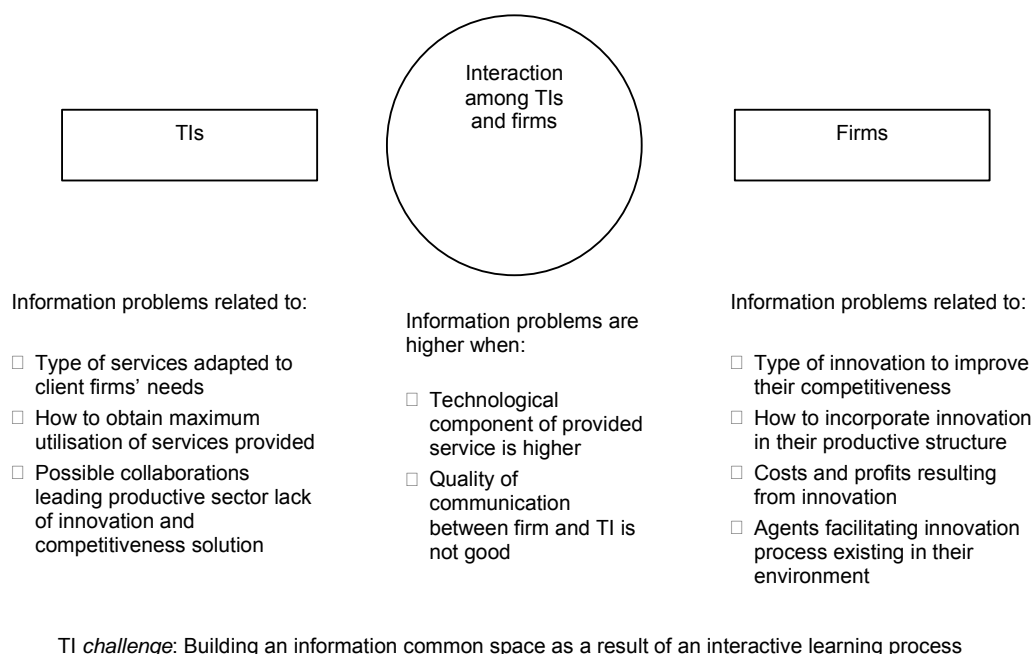 TIs
Interaction
among TIs
and firms
Firms
Information problems related to:
□ Type of services adapted to
client firms' needs
□ How to obtain maximum
utilisation of services provided
□ Possible collaborations
leading productive sector lack
of innovation and
competitiveness solution
Information problems are
higher when:
□ Technological
component of provided
service is higher
□ Quality of
communication
between firm and TI is
not good
Information problems related to:
□ Type of innovation to improve
their competitiveness
□ How to incorporate innovation
in their productive structure
□ Costs and profits resulting
from innovation
□ Agents facilitating innovation
process existing in their
environment
TI challenge: Building an information common space as a result of an interactive learning process